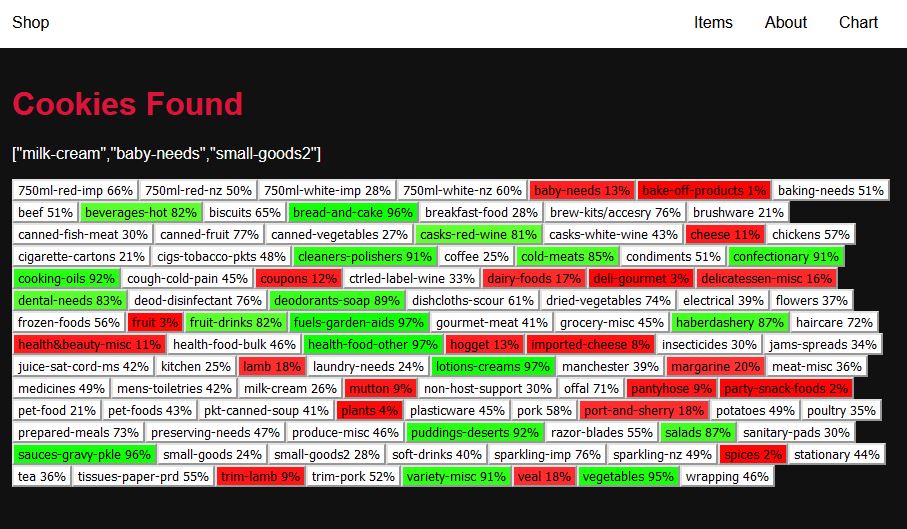 Shop Items About Chart
Cookies Found
["milk-cream","baby-needs","small-goods2"]
750ml-red-imp 66% 750ml-red-nz 50% 750ml-white-imp 28% 750ml-white-nz 60% baby-needs 13% bake-off-products 1% baking-needs 51%
beef 51% beverages-hot 82% biscuits 65% bread-and-cake 96% breakfast-food 28% brew-kits/accesry 76% brushware 21%
canned-fish-meat 30% canned-fruit 77% canned-vegetables 27% casks-red-wine 81% casks-white-wine 43% cheese 11% chickens 57%
cigarette-cartons 21% cigs-tobacco-pkts 48% cleaners-polishers 91% coffee 25% cold-meats 85% condiments 51% confectionary 91%
cooking-oils 92% cough-cold-pain 45% coupons 12% ctrled-label-wine 33% dairy-foods 17% deli-gourmet 3% delicatessen-misc 16%
dental-needs 83% deod-disinfectant 76% deodorants-soap 89% dishcloths-scour 61% dried-vegetables 74% electrical 39% flowers 37%
frozen-foods 56% fruit 3% fruit-drinks 82% fuels-garden-aids 97% gourmet-meat 41% grocery-misc 45% haberdashery 87% haircare 72%
health&beauty-misc 11% health-food-bulk 46% health-food-other 97% hogget 13% imported-cheese 8% insecticides 30% jams-spreads 34%
juice-sat-cord-ms 42% kitchen 25% lamb 18% laundry-needs 24% lotions-creams 97% manchester 39% margarine 20% meat-misc 36%
medicines 49% mens-toiletries 42% milk-cream 26% mutton 9% non-host-support 30% offal 71% pantyhose 9% party-snack-foods 2%
pet-food 21% pet-foods 43% pkt-canned-soup 41% plants 4% plasticware 45% pork 58% port-and-sherry 18% potatoes 49% poultry 35%
prepared-meals 73% preserving-needs 47% produce-misc 46% puddings-deserts 92% razor-blades 55% salads 87% sanitary-pads 30%
sauces-gravy-pkle 96% small-goods 24% small-goods2 28% soft-drinks 40% sparkling-imp 76% sparkling-nz 49% spices 2% stationary 44%
tea 36% tissues-paper-prd 55% trim-lamb 9% trim-pork 52% variety-misc 91% veal 18% vegetables 95% wrapping 46%